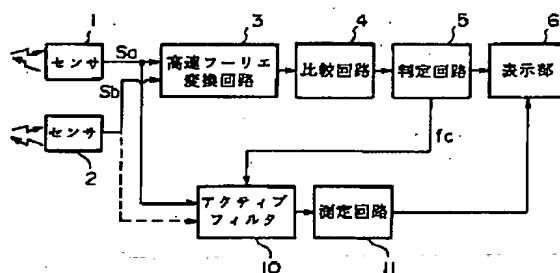 1
センサ
Sa
3
高速フーリエ
変換回路
4
比較回路
5
判定回路
6
表示部
Sb
センサ
2
fc
アクティブ
フィルタ
10
測定回路
11